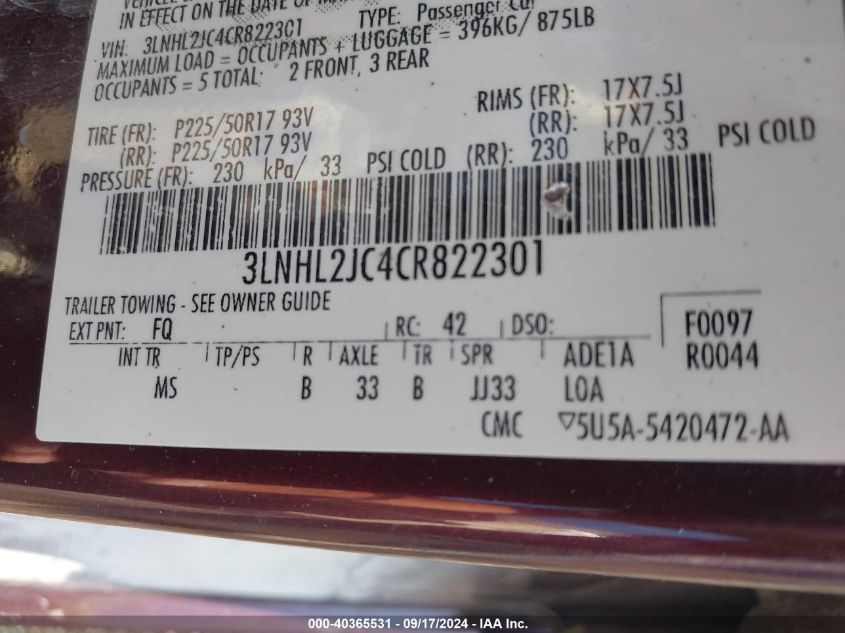 IN EFFECT ON THE DATE OF
VIN: 3LNHL2JC4CR822301 TYPE: Passenger Car
MAXIMUM LOAD = OCCUPANTS + LUGGAGE = 396KG/ 875LB
OCCUPANTS = 5 TOTAL: 2 FRONT, 3 REAR
TIRE (FR): P225/50R17 93V RIMS (FR): 17X7.5J
(RR): P225/50R17 93V (RR): 17X7.5J
PRESSURE (FR): 230 kPa/ 33 PSI COLD (RR): 230 kPa/ 33 PSI COLD
3LNHL2JC4CR822301
TRAILER TOWING - SEE OWNER GUIDE
EXT PNT: FQ RC: 42 DSO: F0097
INT TR TP/PS R AXLE TR SPR ADE1A R0044
MS B 33 B JJ33 LOA
CMC ▽5U5A-5420472-AA
000-40365531 - 09/17/2024 - IAA Inc.